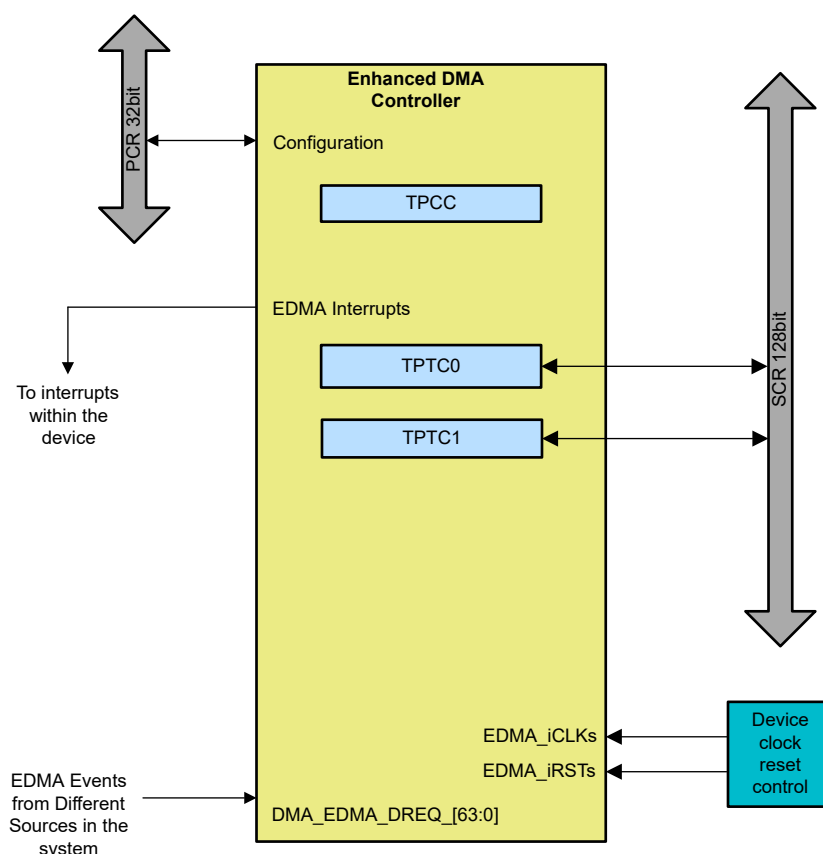 Enhanced DMA
Controller
PCR 32bit
Configuration
TPCC
EDMA Interrupts
TPTC0
To interrupts
within the
device
TPTC1
SCR 128bit
EDMA_iCLKs
EDMA_iRSTs
Device
clock
reset
control
EDMA Events
from Different
Sources in the
system
DMA_EDMA_DREQ_[63:0]